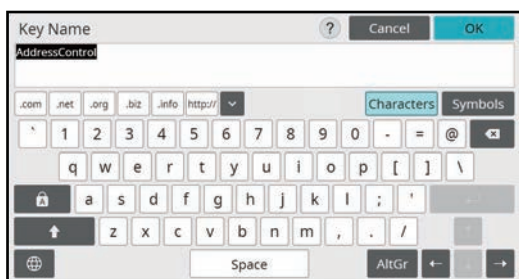 Key Name ? Cancel OK
AddressControl
.com .net .org .biz .info http:// Characters Symbols
` 1 2 3 4 5 6 7 8 9 0 - = @
q w e r t y u i o p [ ] \
A a s d f g h j k l ; '
z x c v b n m , . /
Space AltGr